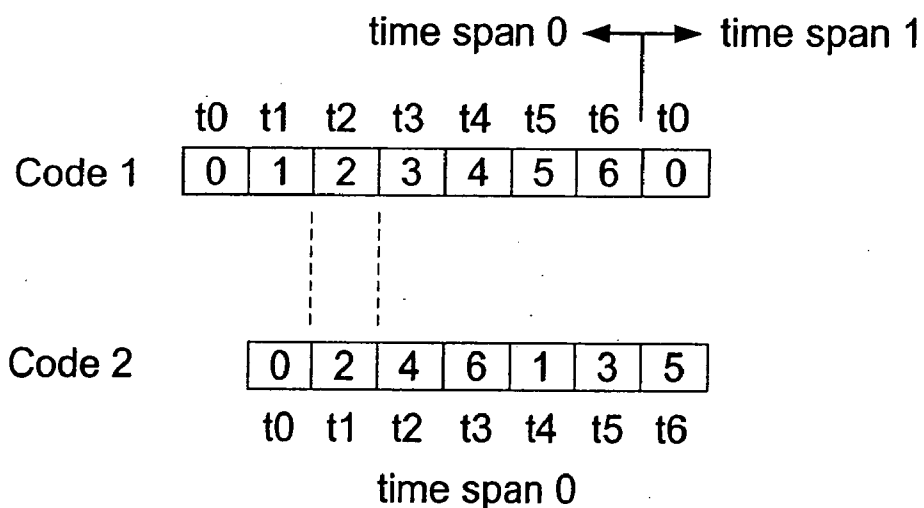 time span 0 time span 1
t0 t1 t2 t3 t4 t5 t6 t0
Code 1 0 1 2 3 4 5 6 0
Code 2 0 2 4 6 1 3 5
t0 t1 t2 t3 t4 t5 t6
time span 0